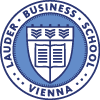 LAUDER · BUSINESS · SCHOOL
· VIENNA ·